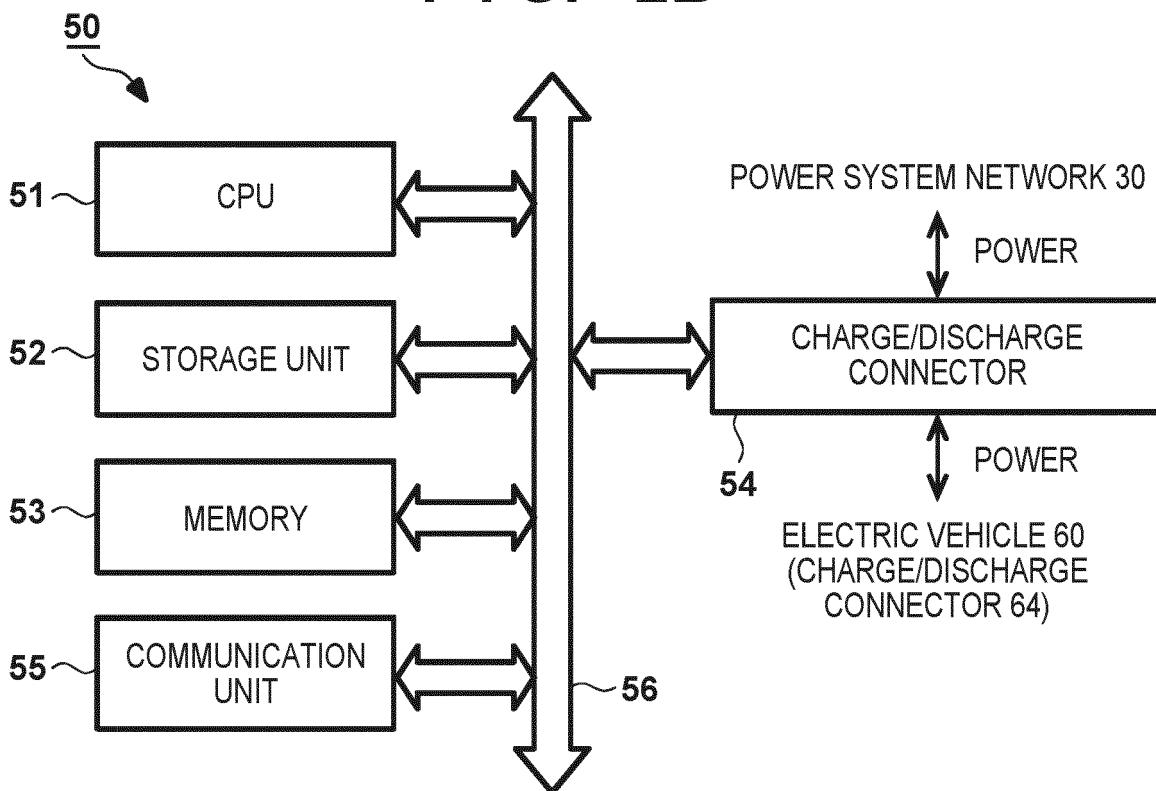 50
51
CPU
POWER SYSTEM NETWORK 30
POWER
52
STORAGE UNIT
CHARGE/DISCHARGE
CONNECTOR
54
POWER
53
MEMORY
ELECTRIC VEHICLE 60
(CHARGE/DISCHARGE
CONNECTOR 64)
55
COMMUNICATION
UNIT
56